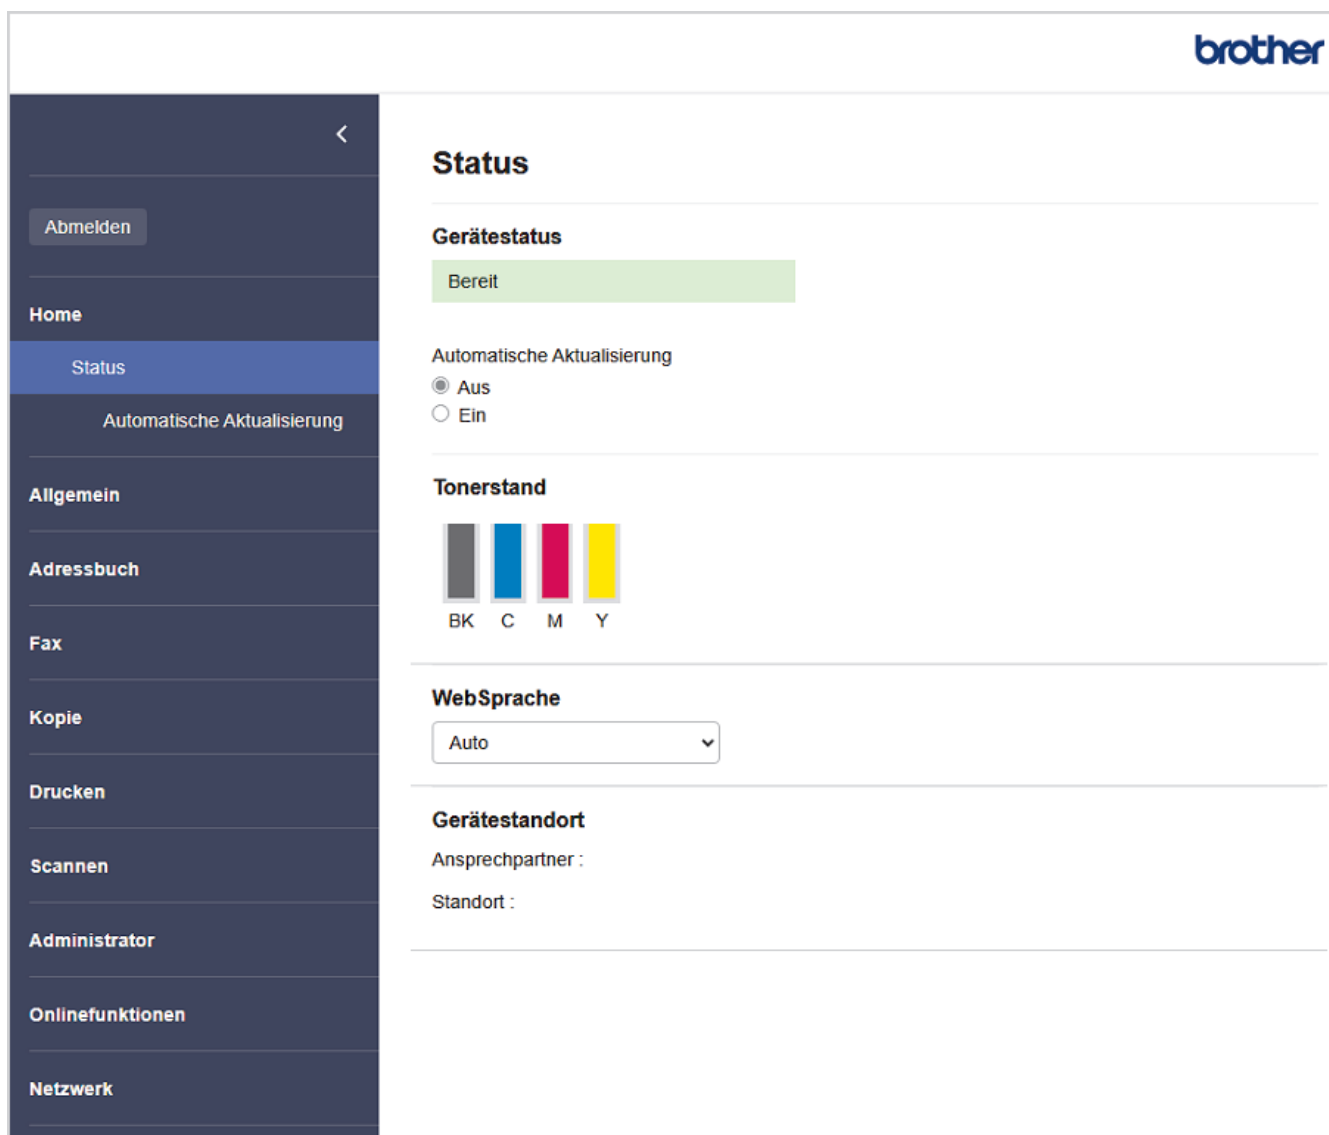 brother
Abmelden
Home
Status
Automatische Aktualisierung
Allgemein
Adressbuch
Fax
Kopie
Drucken
Scannen
Administrator
Onlinefunktionen
Netzwerk
Status
Gerätestatus
Bereit
Automatische Aktualisierung
Aus
Ein
Tonerstand
BK C M Y
WebSprache
Auto
Gerätestandort
Ansprechpartner :
Standort :